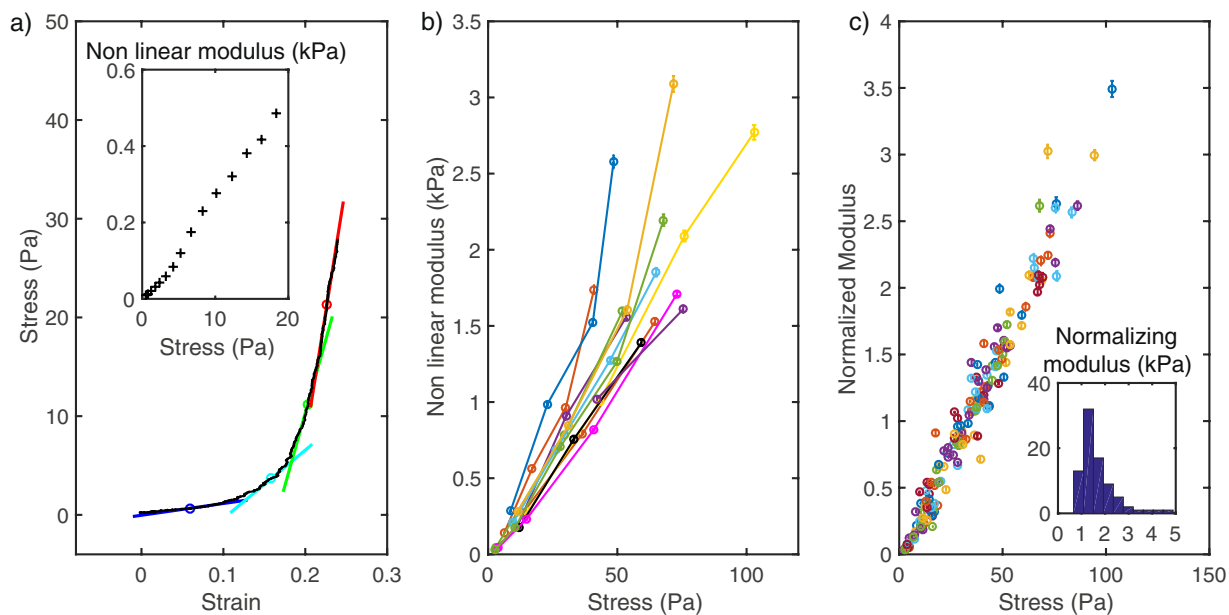 a)
Non linear modulus (kPa)
0.6
0.4
0.2
0
0 10 20
Stress (Pa)
50
40
30
20
10
0
Stress (Pa)
0 0.1 0.2 0.3
Strain
b)
3.5
3
2.5
2
1.5
1
0.5
0
Non linear modulus (kPa)
0 50 100
Stress (Pa)
c)
4
3.5
3
2.5
2
1.5
1
0.5
0
Normalized Modulus
Normalizing
modulus (kPa)
40
20
0
0 1 2 3 4 5
0 50 100 150
Stress (Pa)